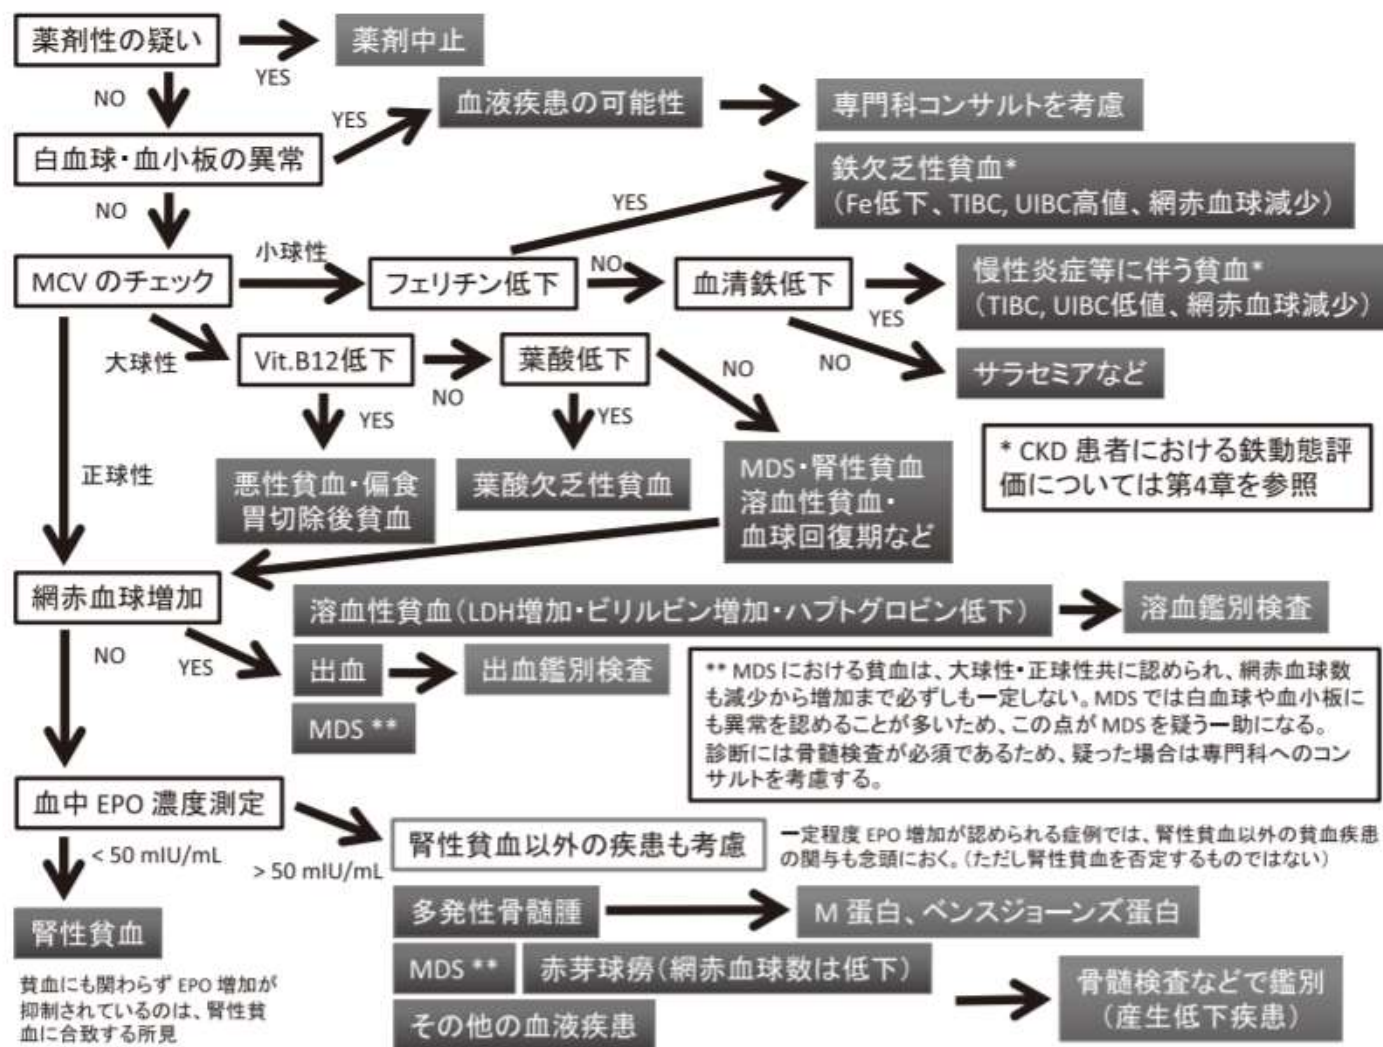 薬剤性の疑い
YES
薬剤中止
NO
白血球・血小板の異常
YES
血液疾患の可能性
専門科コンサルトを考慮
NO
MCV のチェック
小球性
フェリチン低下
YES
鉄欠乏性貧血*
(Fe低下、TIBC, UIBC高値、網赤血球減少)
NO
血清鉄低下
YES
慢性炎症等に伴う貧血*
(TIBC, UIBC低値、網赤血球減少)
NO
サラセミアなど
大球性
Vit.B12低下
NO
葉酸低下
NO
YES
悪性貧血・偏食
胃切除後貧血
YES
葉酸欠乏性貧血
MDS・腎性貧血
溶血性貧血・
血球回復期など
* CKD 患者における鉄動態評
価については第4章を参照
正球性
網赤血球増加
NO
YES
溶血性貧血(LDH増加・ビリルビン増加・ハプトグロビン低下)
溶血鑑別検査
出血
出血鑑別検査
MDS **
** MDS における貧血は、大球性・正球性共に認められ、網赤血球数
も減少から増加まで必ずしも一定しない。MDS では白血球や血小板に
も異常を認めることが多いため、この点が MDS を疑う一助になる。
診断には骨髄検査が必須であるため、疑った場合は専門科へのコン
サルトを考慮する。
血中 EPO 濃度測定
< 50 mIU/mL
> 50 mIU/mL
腎性貧血以外の疾患も考慮
一定程度 EPO 増加が認められる症例では、腎性貧血以外の貧血疾患
の関与も念頭におく。(ただし腎性貧血を否定するものではない)
腎性貧血
貧血にも関わらず EPO 増加が
抑制されているのは、腎性貧
血に合致する所見
多発性骨髄腫
M 蛋白、ベンスジョーンズ蛋白
MDS **
赤芽球癆(網赤血球数は低下)
その他の血液疾患
骨髄検査などで鑑別
(産生低下疾患)